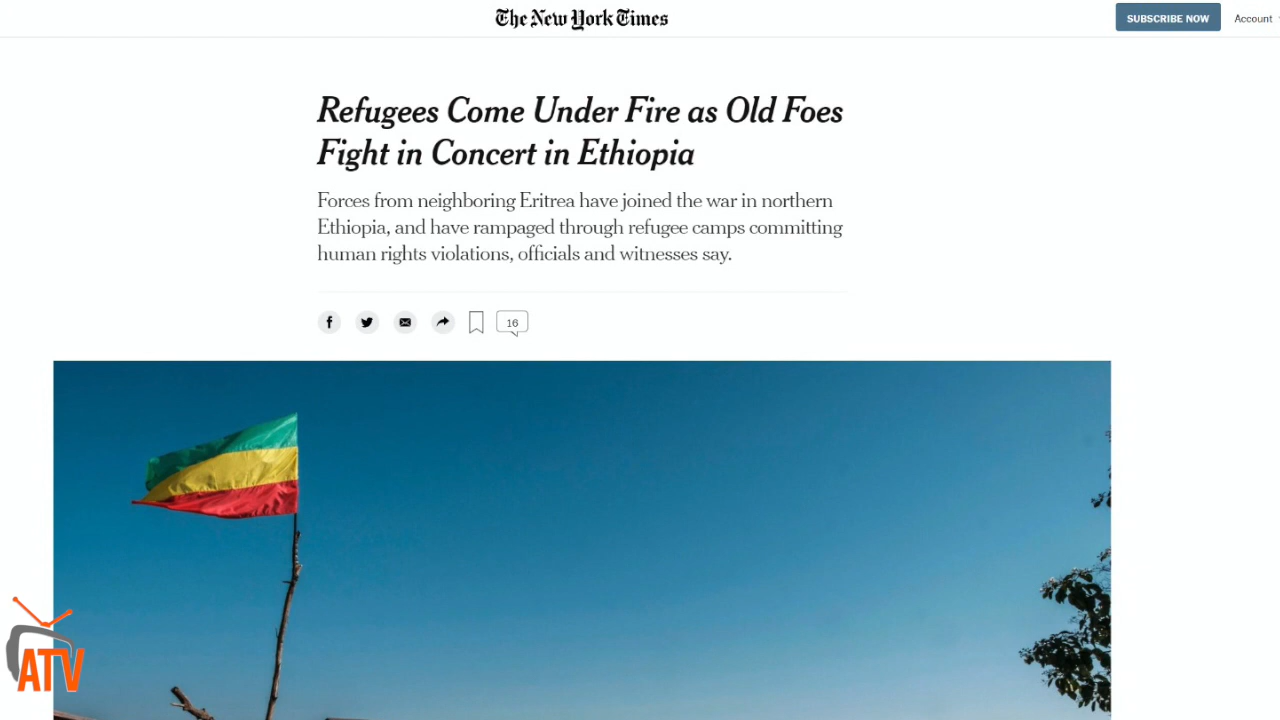 The New York Times
SUBSCRIBE NOW
Account
Refugees Come Under Fire as Old Foes
Fight in Concert in Ethiopia
Forces from neighboring Eritrea have joined the war in northern
Ethiopia, and have rampaged through refugee camps committing
human rights violations, officials and witnesses say.
16
ATV